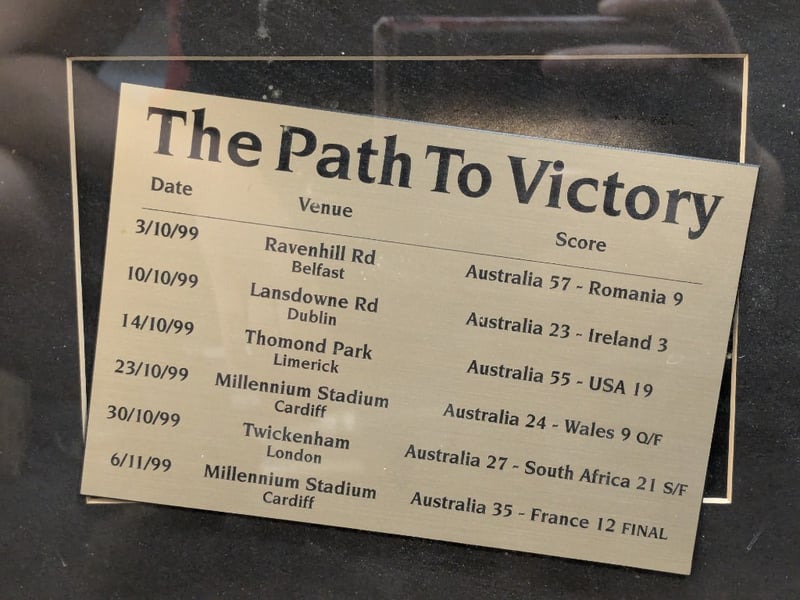 The Path To Victory
Date Venue Score
3/10/99 Ravenhill Rd Australia 57 - Romania 9
Belfast
10/10/99 Lansdowne Rd Australia 23 - Ireland 3
Dublin
14/10/99 Thomond Park Australia 55 - USA 19
Limerick
23/10/99 Millennium Stadium Australia 24 - Wales 9 Q/F
Cardiff
30/10/99 Twickenham Australia 27 - South Africa 21 S/F
London
6/11/99 Millennium Stadium Australia 35 - France 12 FINAL
Cardiff